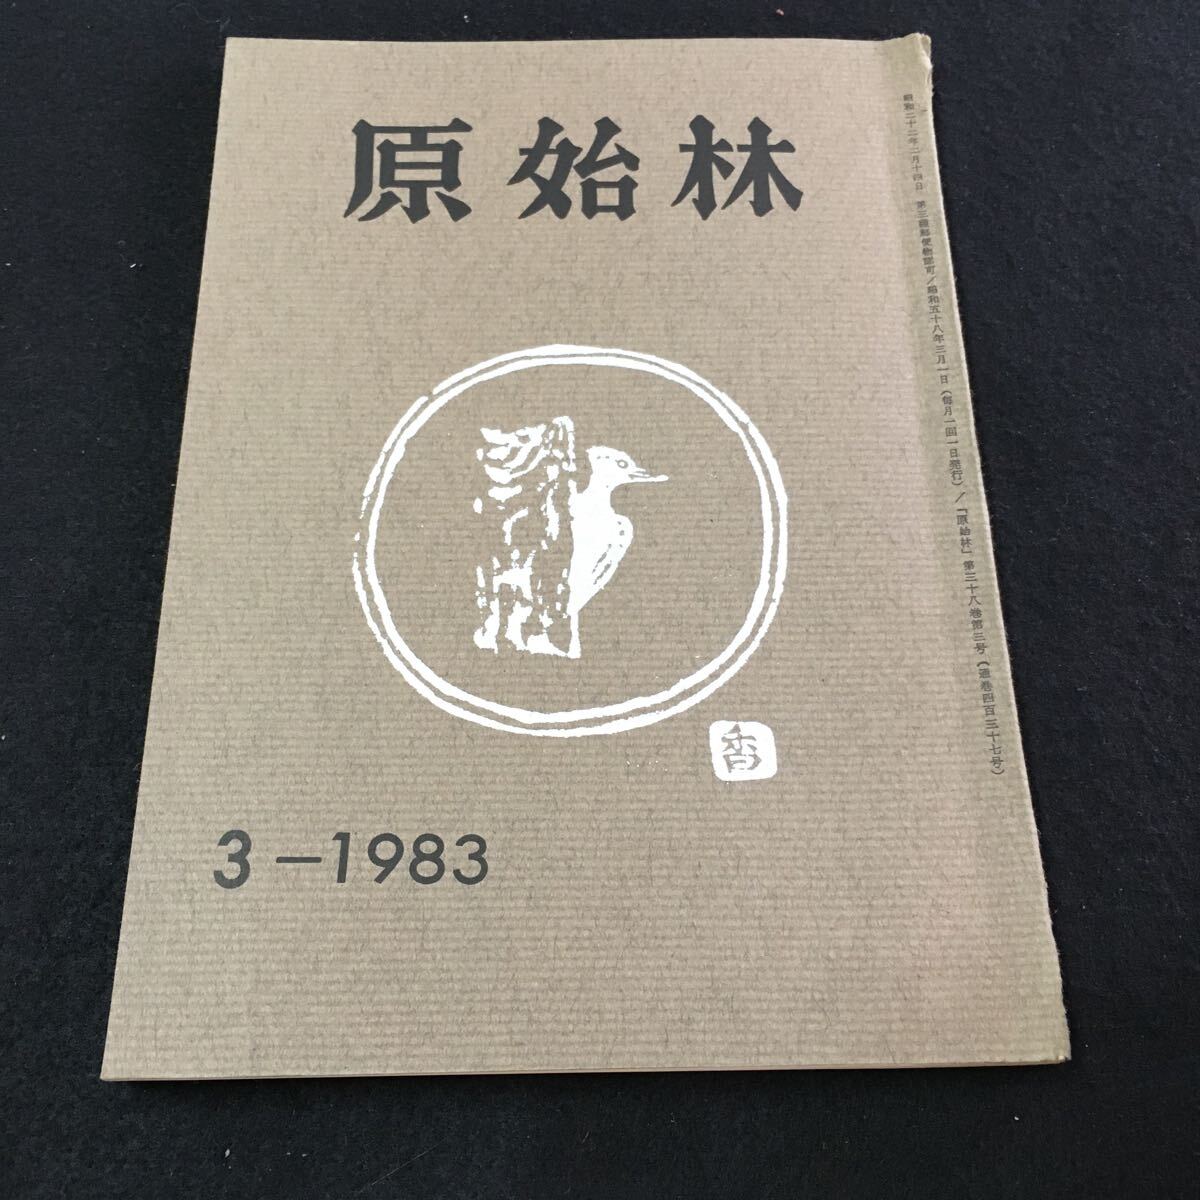 原始林
昭和二十二年二月十四日 第三種郵便物認可／昭和五十八年三月一日（毎月一回一日発行）／「原始林」第三十八巻第三号（通巻四百三十七号）
香
3－1983